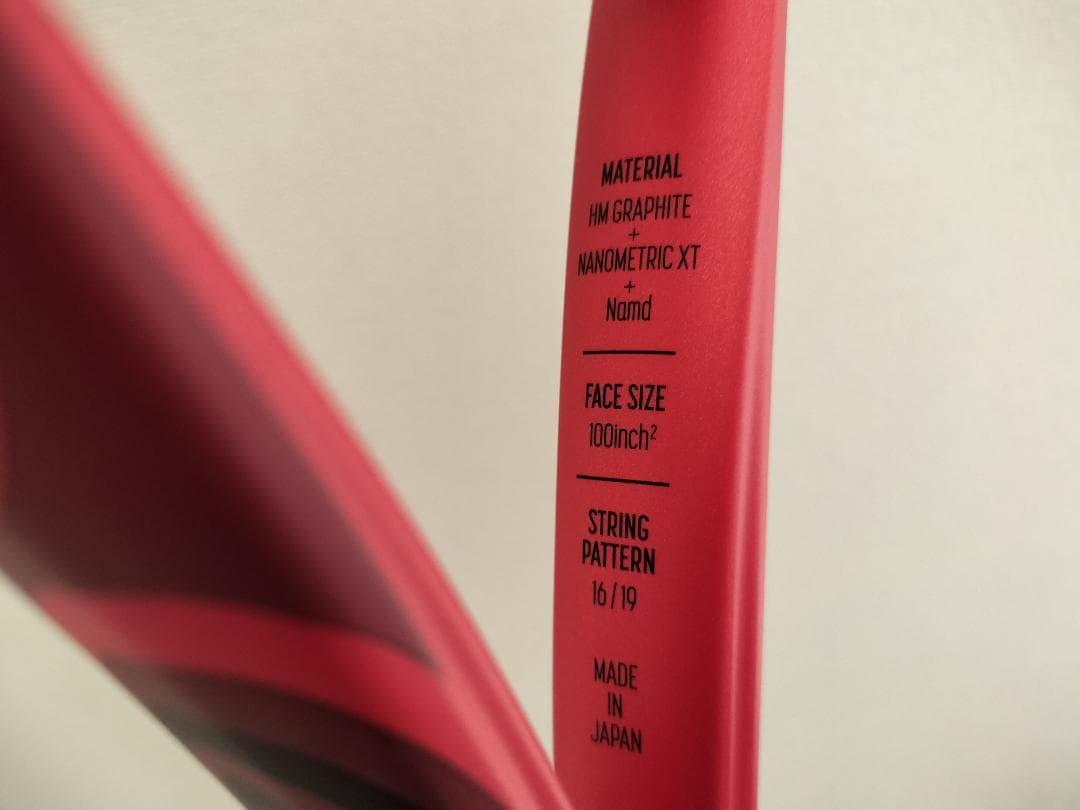 MATERIAL
HM GRAPHITE
+
NANOMETRIC XT
+
Namd
FACE SIZE
100inch²
STRING
PATTERN
16/19
MADE
IN
JAPAN